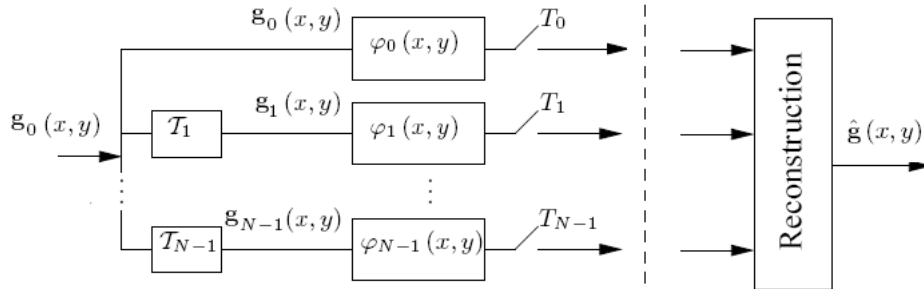 g₀ (x, y)
φ₀ (x, y)
T₀
g₀ (x, y)
𝒯₁
g₁ (x, y)
φ₁ (x, y)
T₁
⋮
⋮
𝒯N−1
gN−1(x, y)
φN−1 (x, y)
TN−1
Reconstruction
ĝ (x, y)